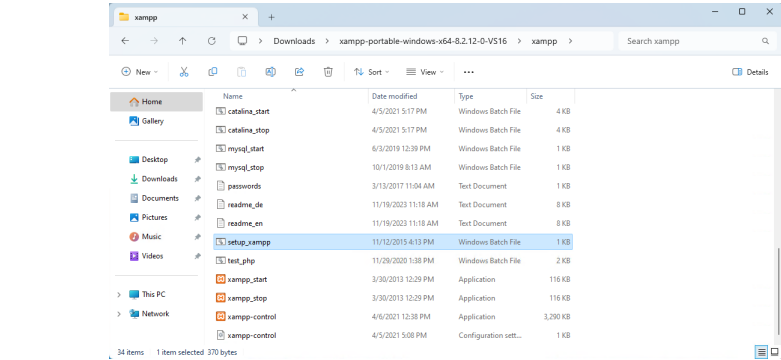 xampp
Downloads > xampp-portable-windows-x64-8.2.12-0-VS16 > xampp > Search xampp
New Sort View ... Details
Name Date modified Type Size
Home
Gallery
Desktop
Downloads
Documents
Pictures
Music
Videos
This PC
Network
catalina_start 4/5/2021 5:17 PM Windows Batch File 4 KB
catalina_stop 4/5/2021 5:17 PM Windows Batch File 4 KB
mysql_start 6/3/2019 12:39 PM Windows Batch File 1 KB
mysql_stop 10/1/2019 8:13 AM Windows Batch File 1 KB
passwords 3/13/2017 11:04 AM Text Document 1 KB
readme_de 11/19/2023 11:18 AM Text Document 8 KB
readme_en 11/19/2023 11:18 AM Text Document 8 KB
setup_xampp 11/12/2015 4:13 PM Windows Batch File 1 KB
test_php 11/29/2020 1:38 PM Windows Batch File 2 KB
xampp_start 3/30/2013 12:29 PM Application 116 KB
xampp_stop 3/30/2013 12:29 PM Application 116 KB
xampp-control 4/6/2021 12:38 PM Application 3,290 KB
xampp-control 4/5/2021 5:08 PM Configuration sett... 1 KB
34 items 1 item selected 370 bytes